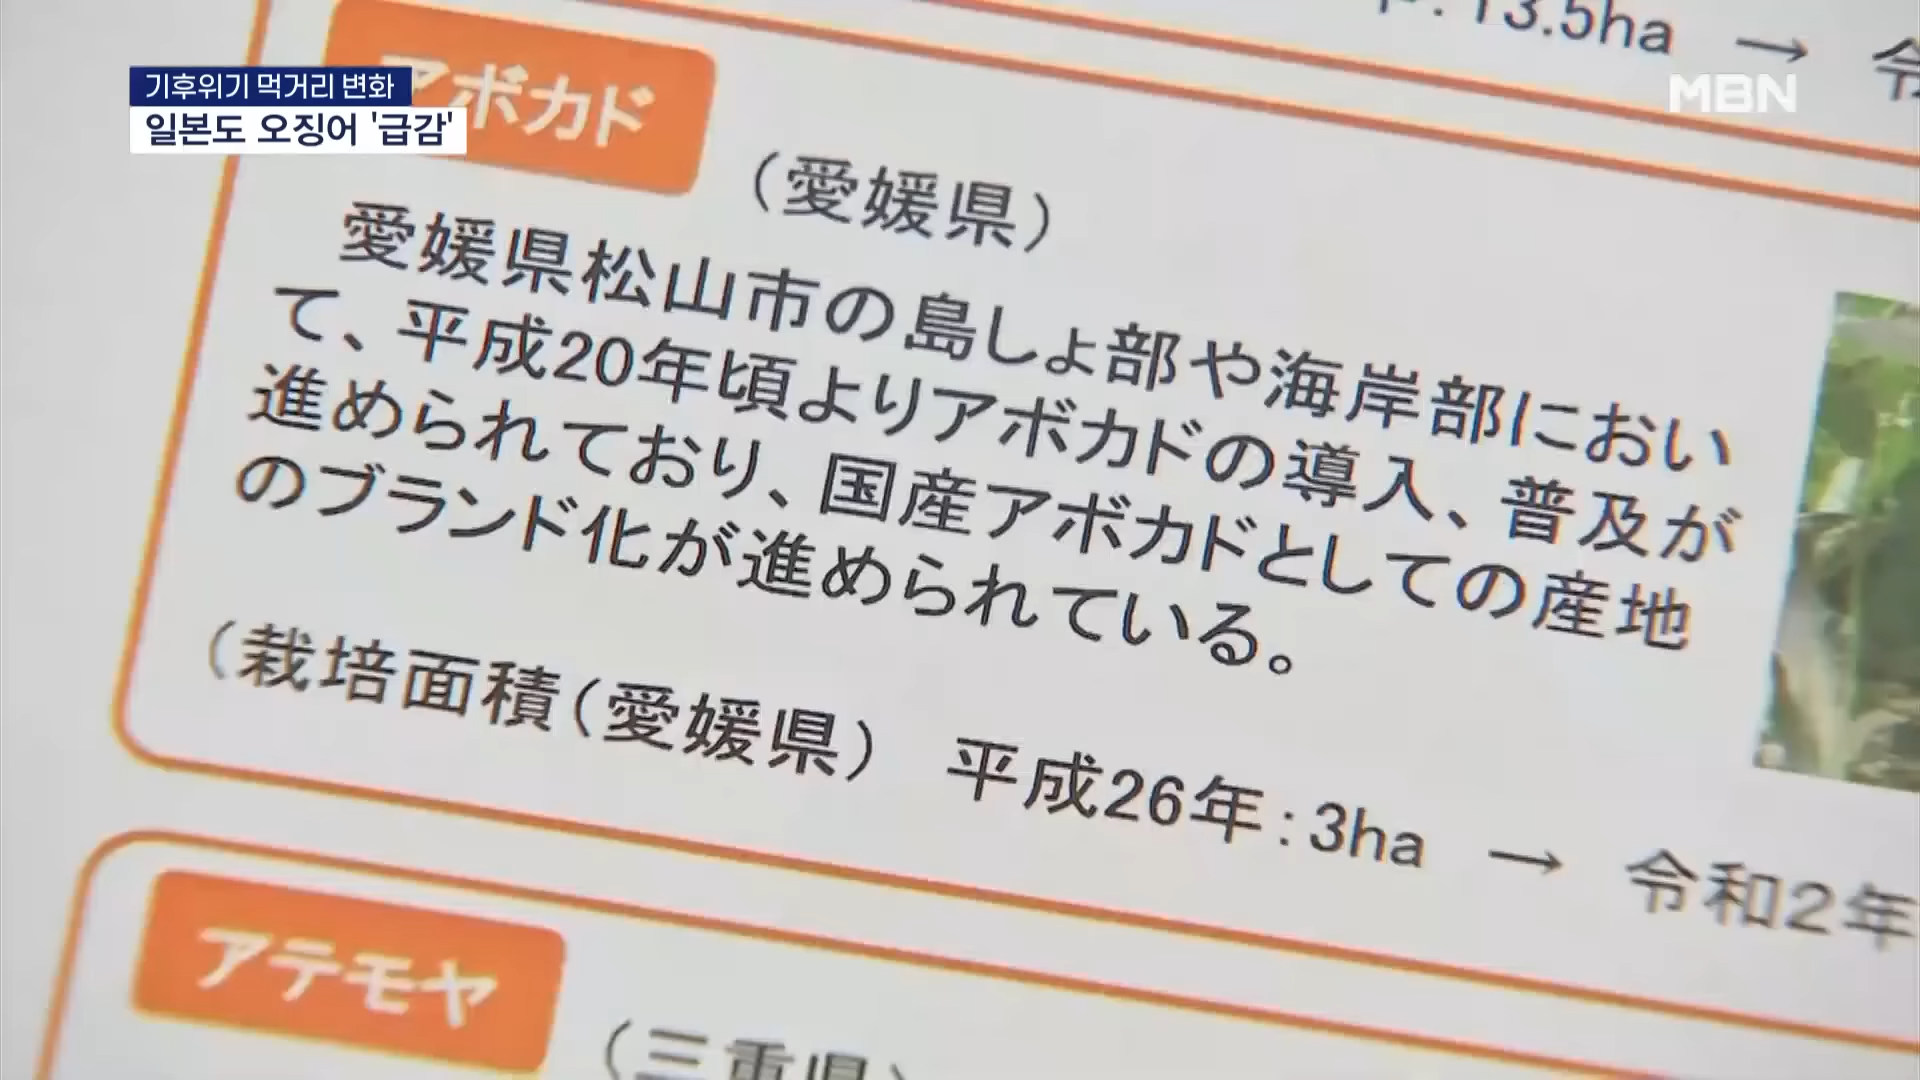 기후위기 먹거리 변화
일본도 오징어 '급감'
MBN
13.5ha → 令
アボカド
（愛媛県）
愛媛県松山市の島しょ部や海岸部におい
て、平成20年頃よりアボカドの導入、普及が
進められており、国産アボカドとしての産地
のブランド化が進められている。
（栽培面積（愛媛県） 平成26年：3ha → 令和2年
アテモヤ
（三重県）